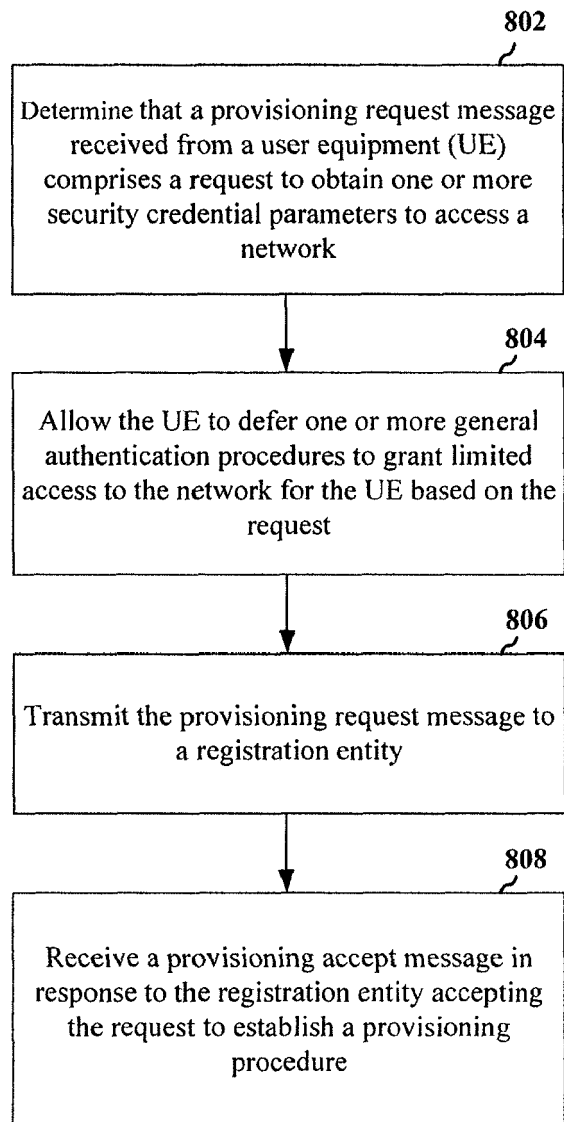 802
Determine that a provisioning request message
received from a user equipment (UE)
comprises a request to obtain one or more
security credential parameters to access a
network
804
Allow the UE to defer one or more general
authentication procedures to grant limited
access to the network for the UE based on the
request
806
Transmit the provisioning request message to
a registration entity
808
Receive a provisioning accept message in
response to the registration entity accepting
the request to establish a provisioning
procedure